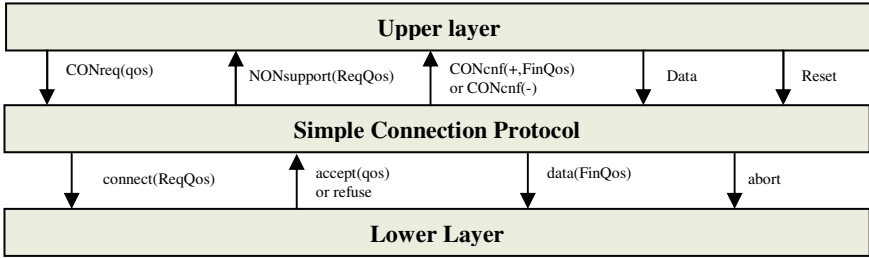 Upper layer
CONreq(qos)
NONsupport(ReqQos)
CONcnf(+,FinQos)
or CONcnf(-)
Data
Reset
Simple Connection Protocol
connect(ReqQos)
accept(qos)
or refuse
data(FinQos)
abort
Lower Layer